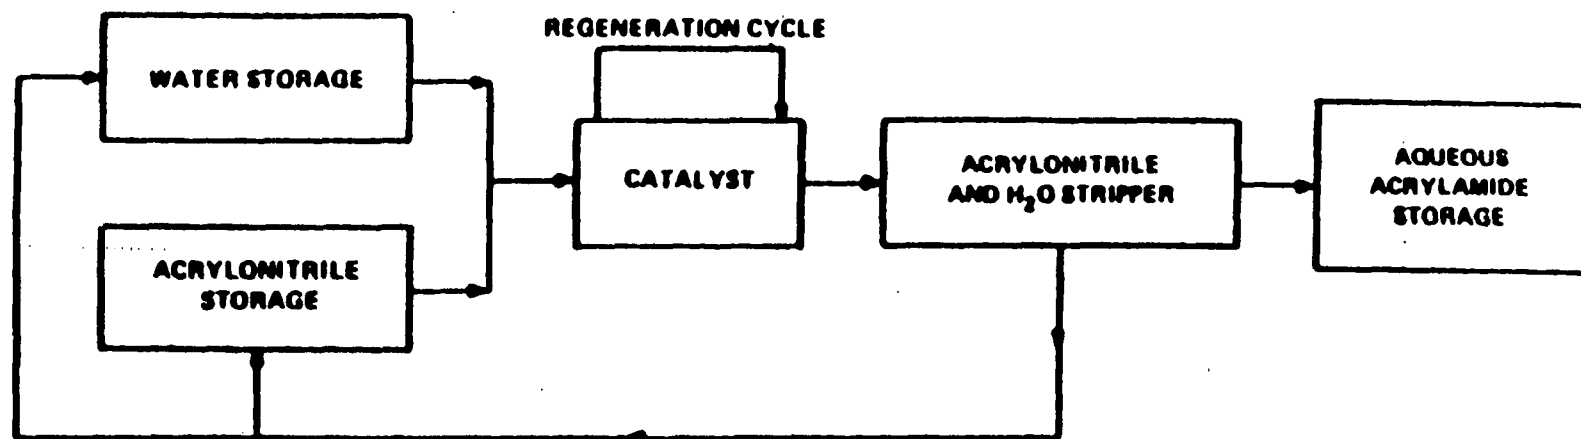 REGENERATION CYCLE
WATER STORAGE
CATALYST
ACRYLONITRILE
AND H₂O STRIPPER
AQUEOUS
ACRYLAMIDE
STORAGE
ACRYLONITRILE
STORAGE